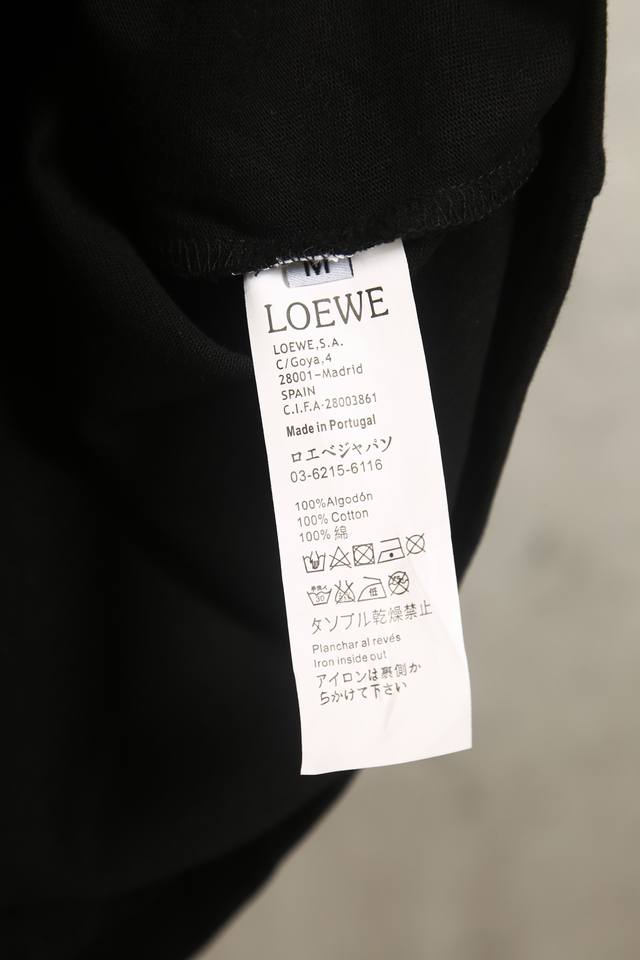 M
LOEWE
LOEWE,S.A.
C/Goya,4
28001-Madrid
SPAIN
C.I.F.A-28003861
Made in Portugal
ロエベジャパン
03-6215-6116
100%Algodón
100% Cotton
100% 綿
30 低
タンブル乾燥禁止
Planchar al revés
Iron inside out
アイロンは裏側か
らかけて下さい